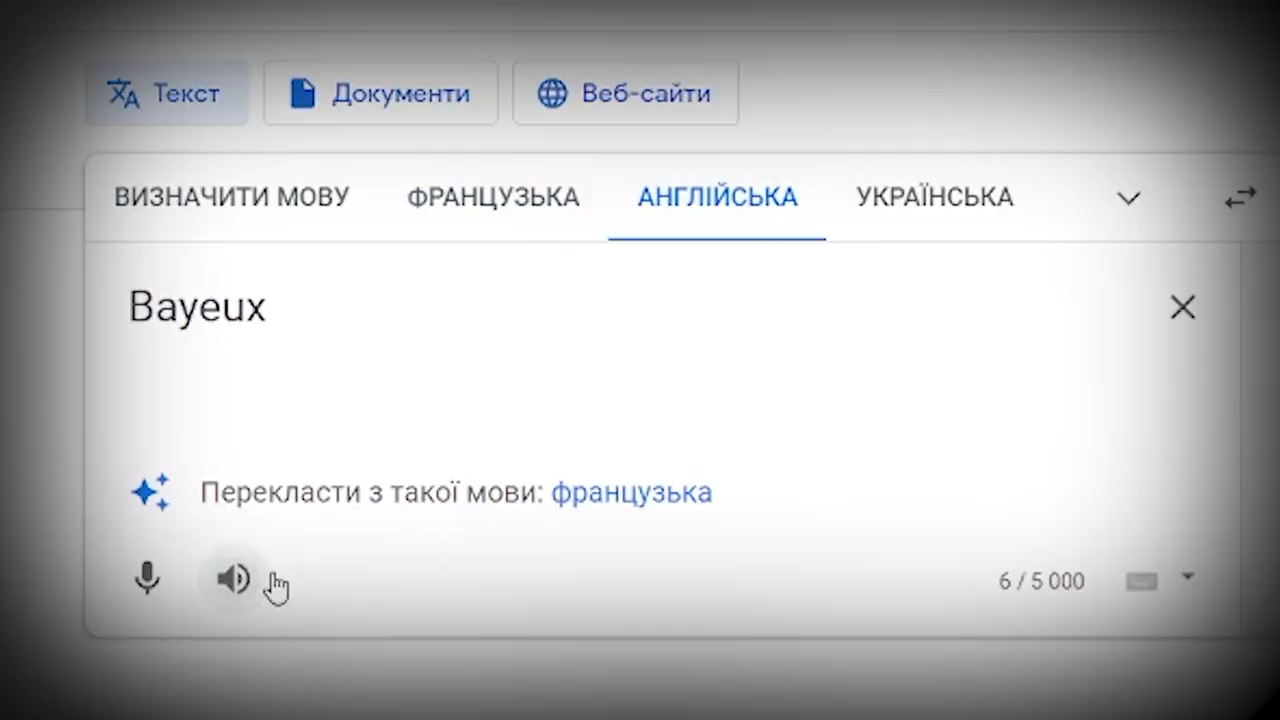 Текст Документи Веб-сайти
ВИЗНАЧИТИ МОВУ ФРАНЦУЗЬКА АНГЛІЙСЬКА УКРАЇНСЬКА
Bayeux
Перекласти з такої мови: французька
6 / 5 000